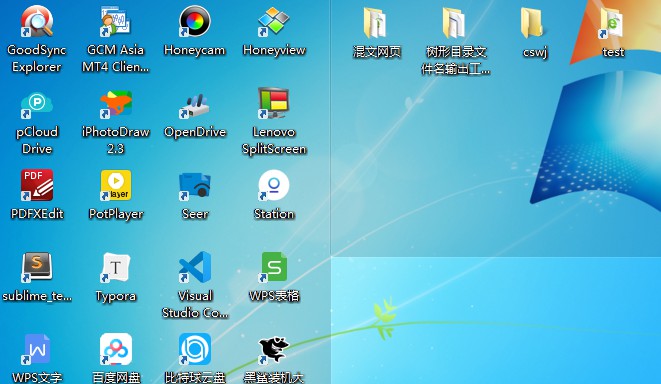 GoodSync
Explorer
GCM Asia
MT4 Clien...
Honeycam
Honeyview
混文网页
树形目录文
件名输出工...
cswj
test
pCloud
Drive
iPhotoDraw
2.3
OpenDrive
Lenovo
SplitScreen
PDF
PDFXEdit
player
PotPlayer
Seer
Station
S
sublime_te...
T
Typora
Visual
Studio Co...
S
WPS表格
W
WPS文字
百度网盘
比特球云盘
黑鲨装机大